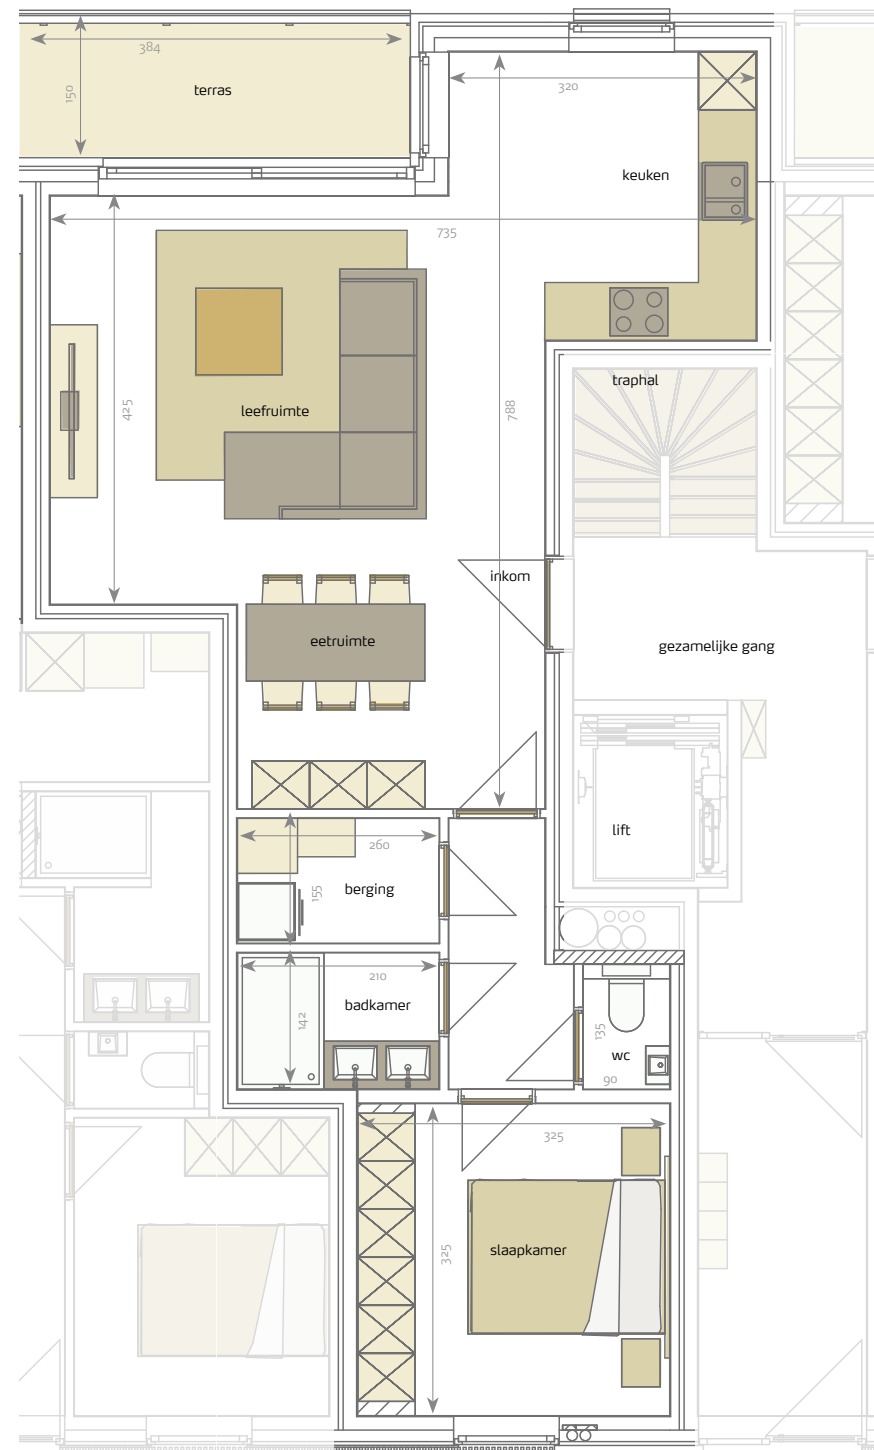 384
150
terras
320
keuken
735
425
leefruimte
788
traphal
inkom
eetruimte
gezamelijke gang
260
155
berging
lift
210
142
badkamer
135
wc
90
325
325
slaapkamer